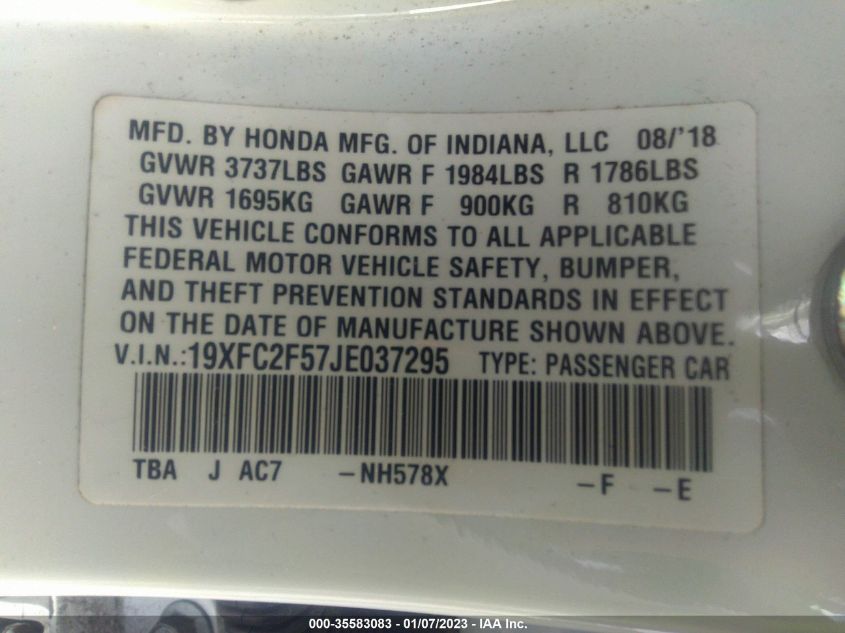 MFD. BY HONDA MFG. OF INDIANA, LLC 08/'18
GVWR 3737LBS GAWR F 1984LBS R 1786LBS
GVWR 1695KG GAWR F 900KG R 810KG
THIS VEHICLE CONFORMS TO ALL APPLICABLE
FEDERAL MOTOR VEHICLE SAFETY, BUMPER,
AND THEFT PREVENTION STANDARDS IN EFFECT
ON THE DATE OF MANUFACTURE SHOWN ABOVE.
V.I.N.:19XFC2F57JE037295 TYPE: PASSENGER CAR
TBA J AC7 -NH578X -F -E
000-35583083 - 01/07/2023 - IAA Inc.